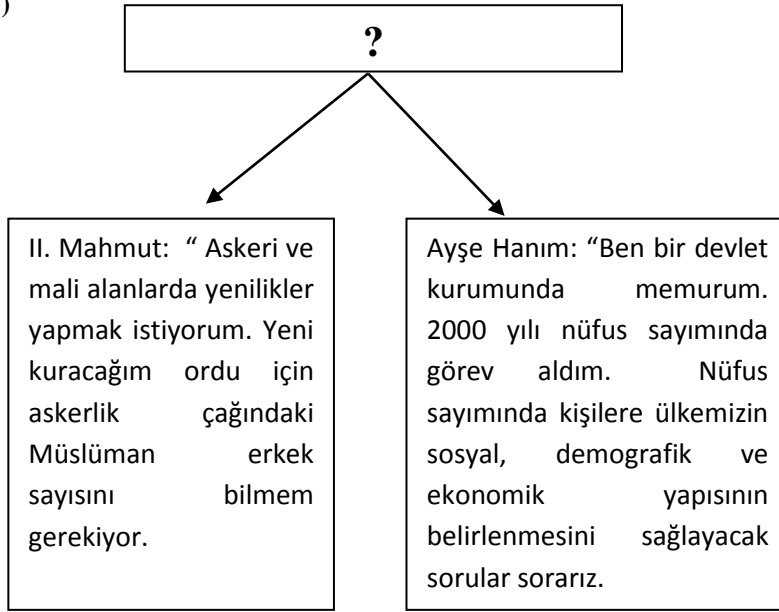 )
?
II. Mahmut: “ Askeri ve
mali alanlarda yenilikler
yapmak istiyorum. Yeni
kuracağım ordu için
askerlik çağındaki
Müslüman erkek
sayısını bilmem
gerekiyor.
Ayşe Hanım: “Ben bir devlet
kurumunda memurum.
2000 yılı nüfus sayımında
görev aldım. Nüfus
sayımında kişilere ülkemizin
sosyal, demografik ve
ekonomik yapısının
belirlenmesini sağlayacak
sorular sorarız.